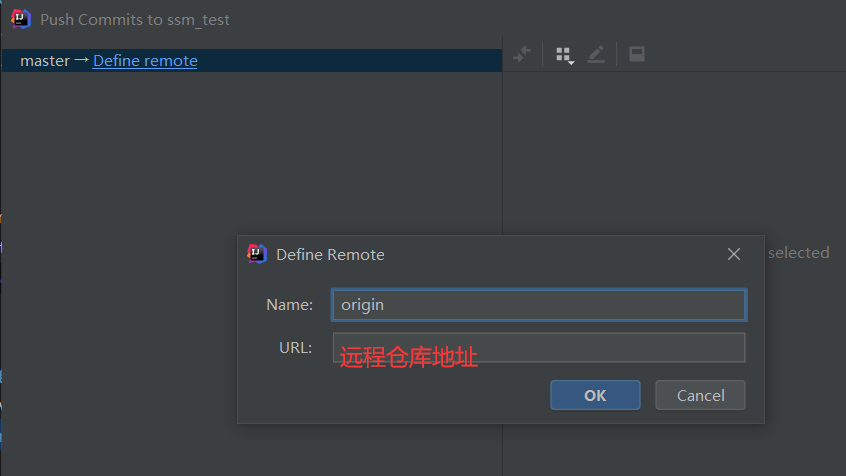 Push Commits to ssm_test
master → Define remote
selected
Define Remote
Name: origin
URL: 远程仓库地址
OK Cancel